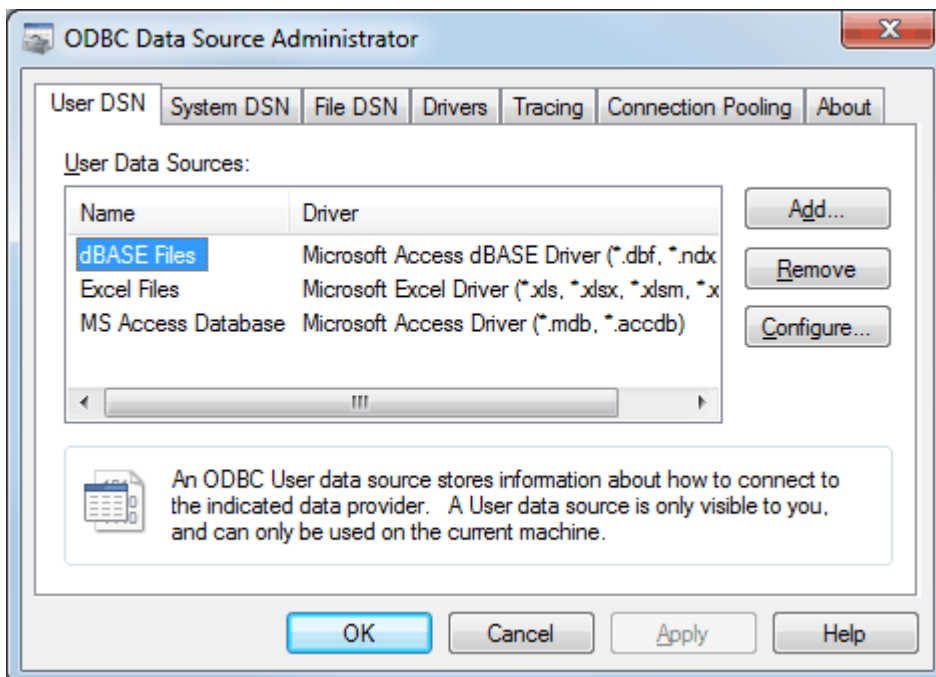 ODBC Data Source Administrator
x
User DSN System DSN File DSN Drivers Tracing Connection Pooling About
User Data Sources:
Name Driver
dBASE Files Microsoft Access dBASE Driver (*.dbf, *.ndx
Excel Files Microsoft Excel Driver (*.xls, *.xlsx, *.xlsm, *.x
MS Access Database Microsoft Access Driver (*.mdb, *.accdb)
Add...
Remove
Configure...
An ODBC User data source stores information about how to connect to
the indicated data provider. A User data source is only visible to you,
and can only be used on the current machine.
OK Cancel Apply Help